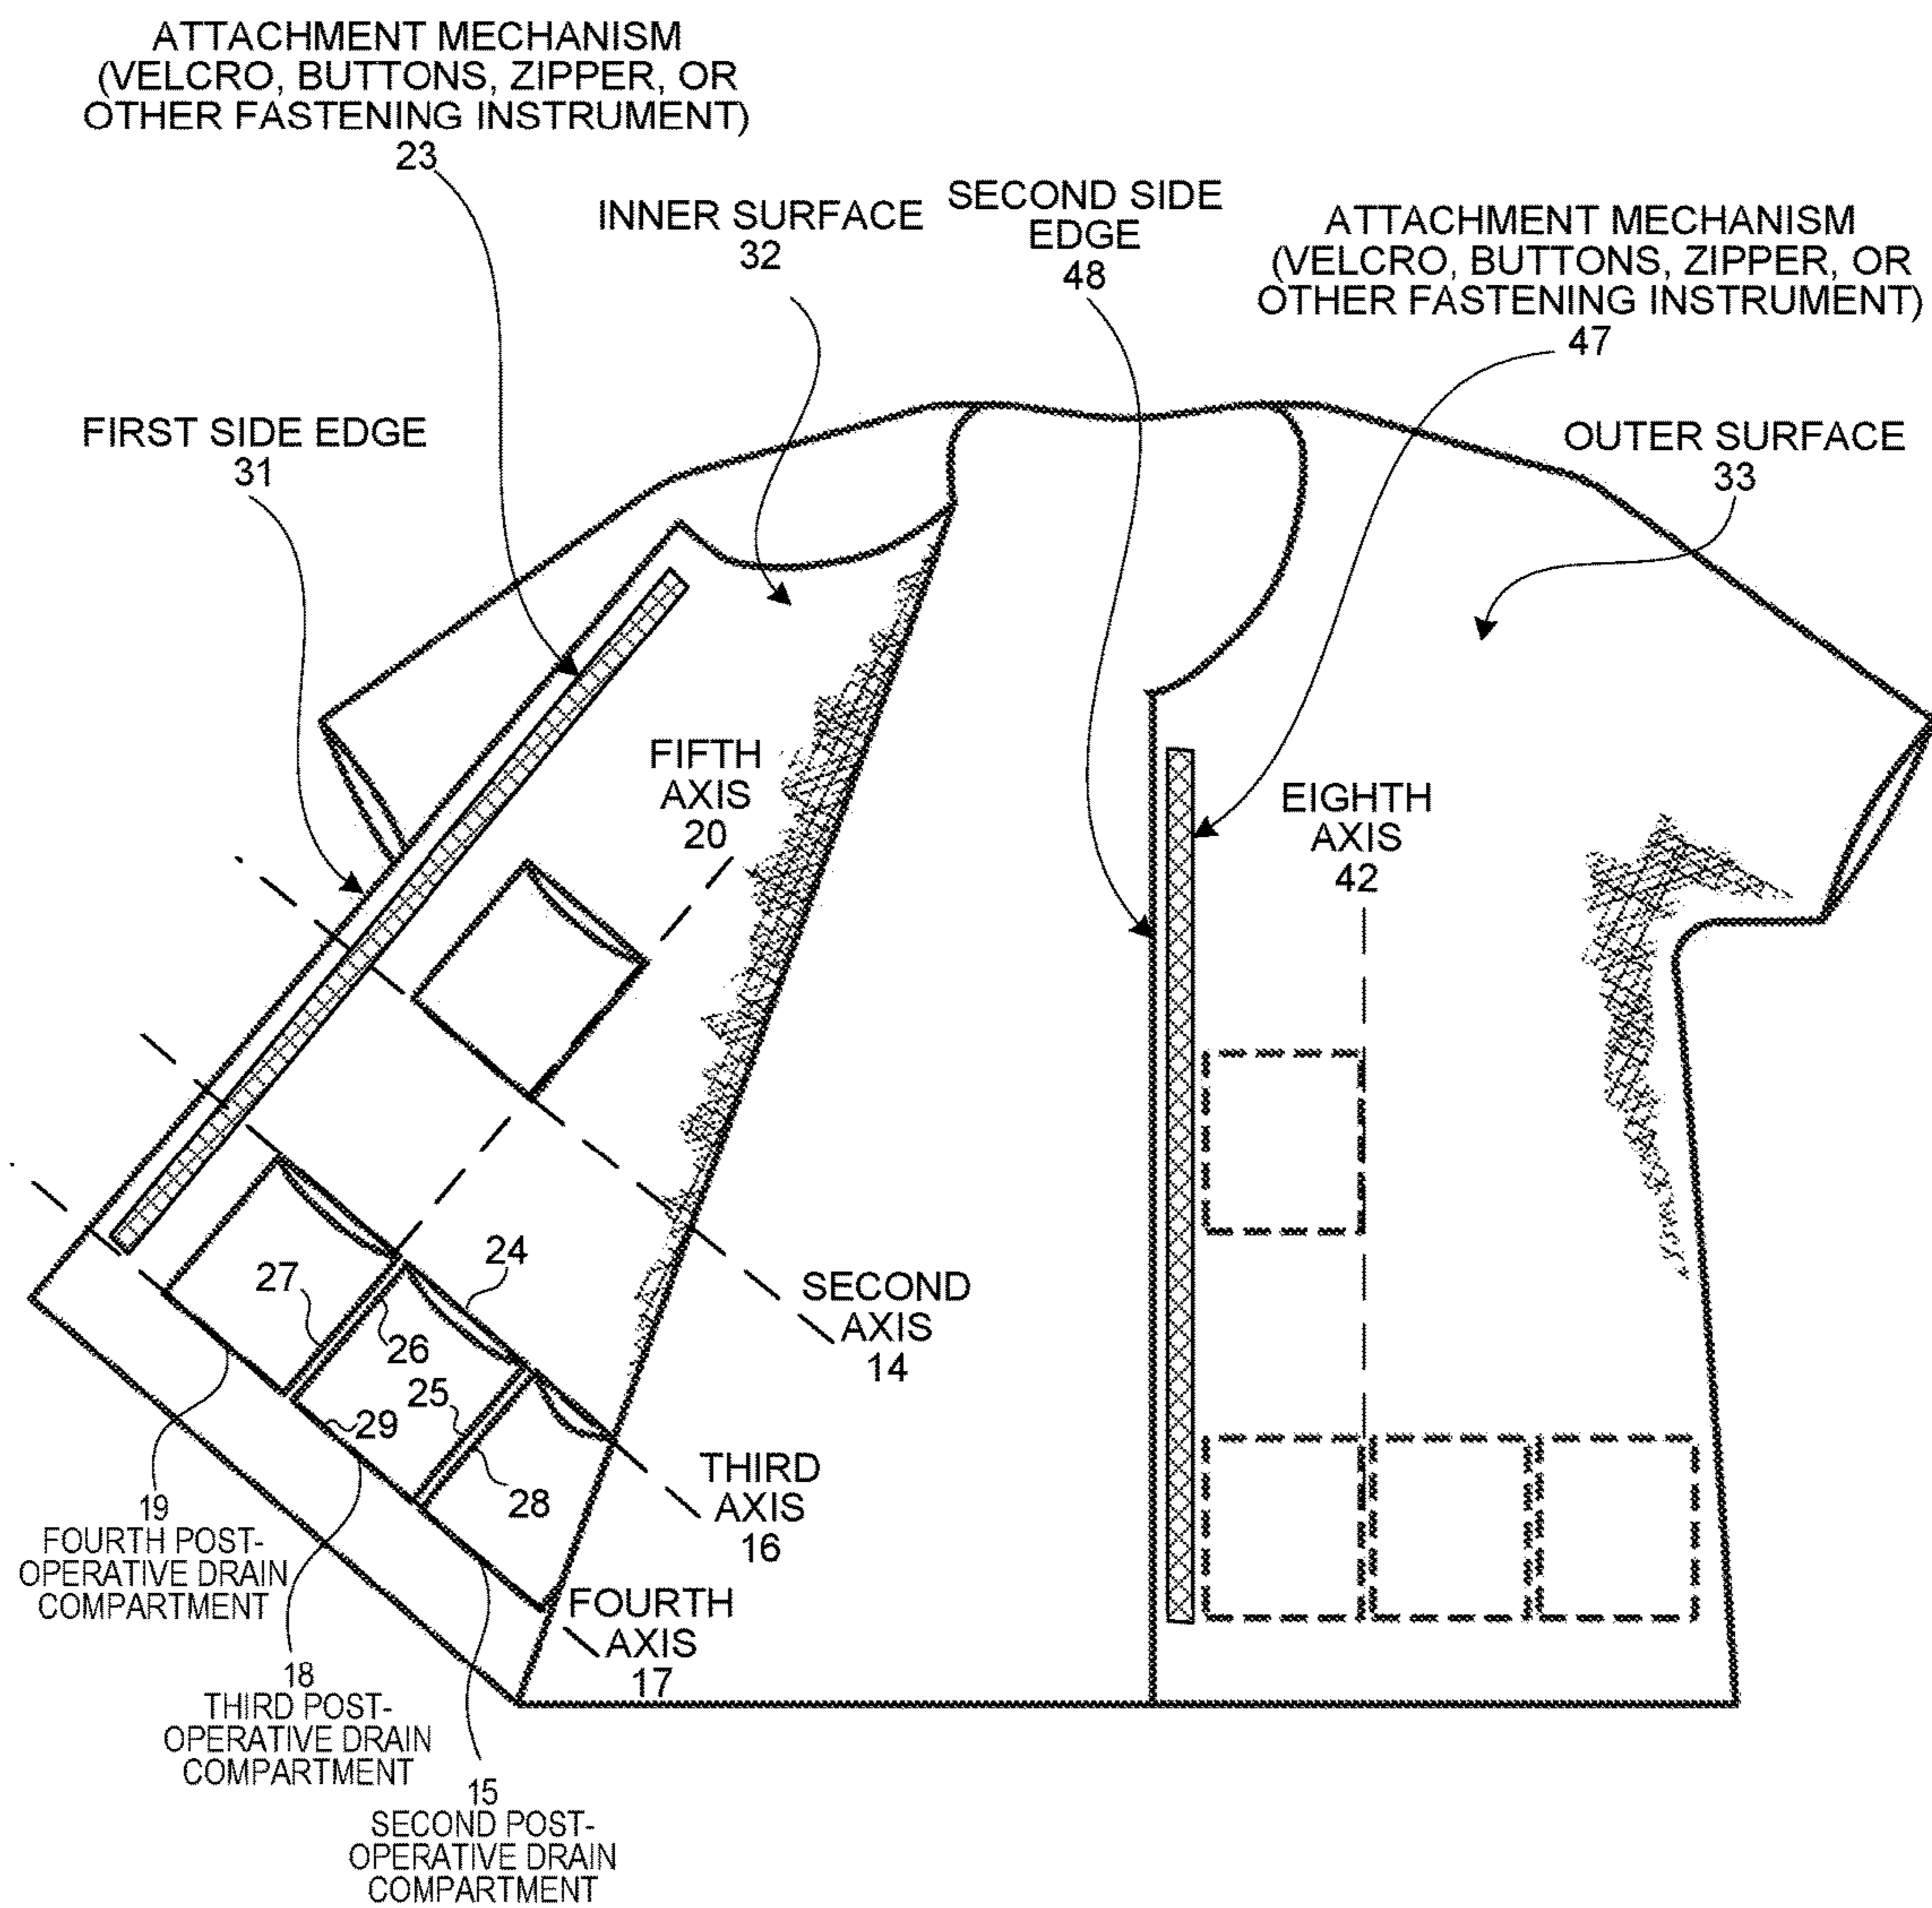 ATTACHMENT MECHANISM
(VELCRO, BUTTONS, ZIPPER, OR
OTHER FASTENING INSTRUMENT)
23
INNER SURFACE
32
SECOND SIDE
EDGE
48
ATTACHMENT MECHANISM
(VELCRO, BUTTONS, ZIPPER, OR
OTHER FASTENING INSTRUMENT)
47
FIRST SIDE EDGE
31
OUTER SURFACE
33
FIFTH
AXIS
20
EIGHTH
AXIS
42
24
27
26
SECOND
AXIS
14
25
29
28
THIRD
AXIS
16
19
FOURTH POST-
OPERATIVE DRAIN
COMPARTMENT
FOURTH
AXIS
17
18
THIRD POST-
OPERATIVE DRAIN
COMPARTMENT
15
SECOND POST-
OPERATIVE DRAIN
COMPARTMENT